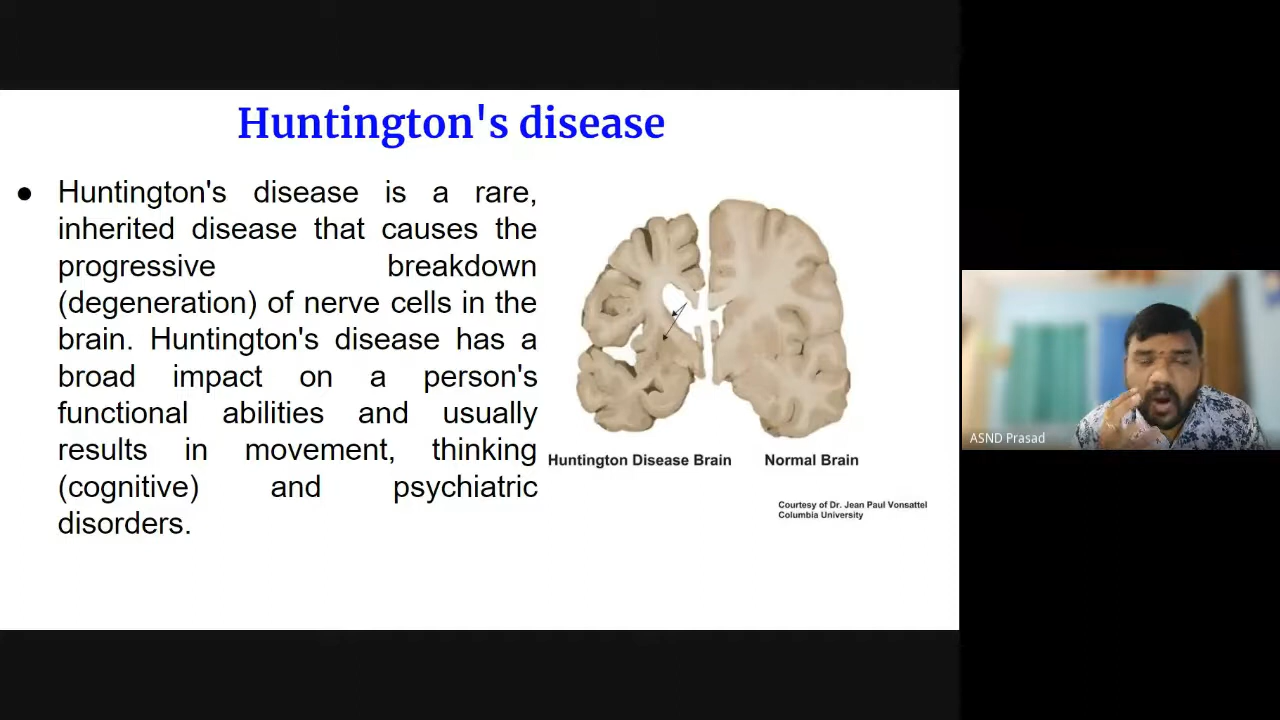 Huntington's disease
● Huntington's disease is a rare,
inherited disease that causes the
progressive breakdown
(degeneration) of nerve cells in the
brain. Huntington's disease has a
broad impact on a person's
functional abilities and usually
results in movement, thinking
(cognitive) and psychiatric
disorders.
Huntington Disease Brain
Normal Brain
Courtesy of Dr. Jean Paul Vonsattel
Columbia University
ASND Prasad